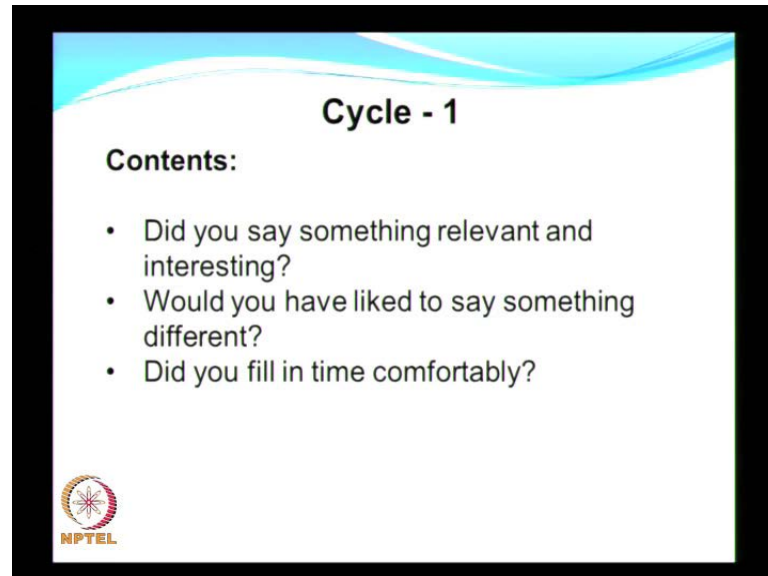 Cycle - 1
Contents:
• Did you say something relevant and
interesting?
• Would you have liked to say something
different?
• Did you fill in time comfortably?
NPTEL